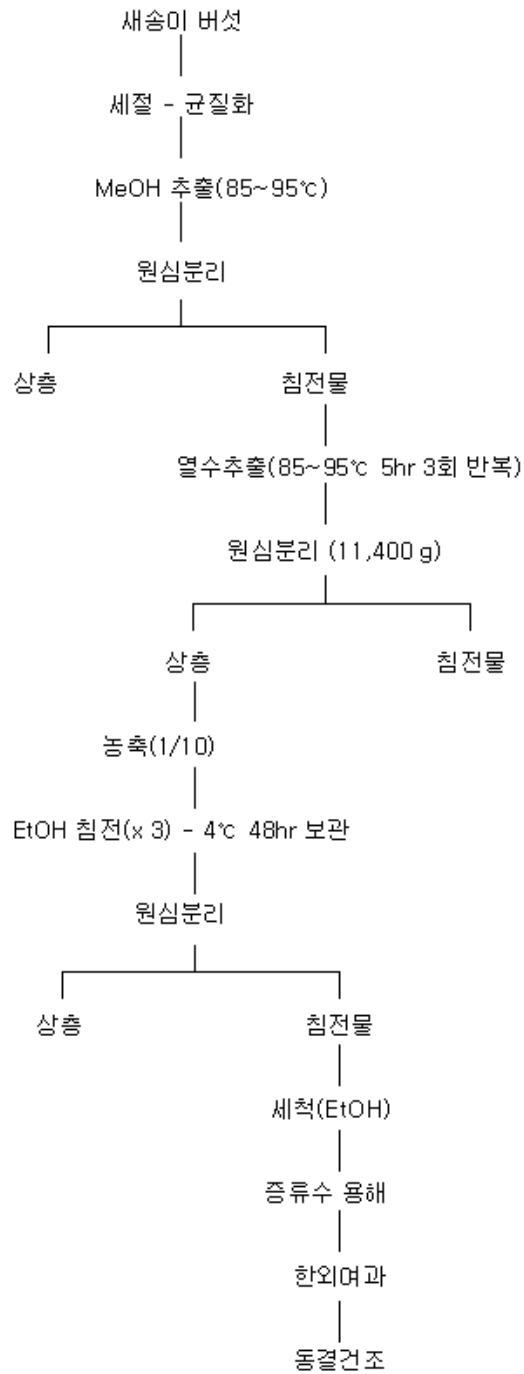 새송이 버섯
세절 - 균질화
MeOH 추출(85~95℃)
원심분리
상층
침전물
열수추출(85~95℃ 5hr 3회 반복)
원심분리 (11,400 g)
상층
침전물
농축(1/10)
EtOH 침전(x 3) - 4℃ 48hr 보관
원심분리
상층
침전물
세척(EtOH)
증류수 용해
한외여과
동결건조